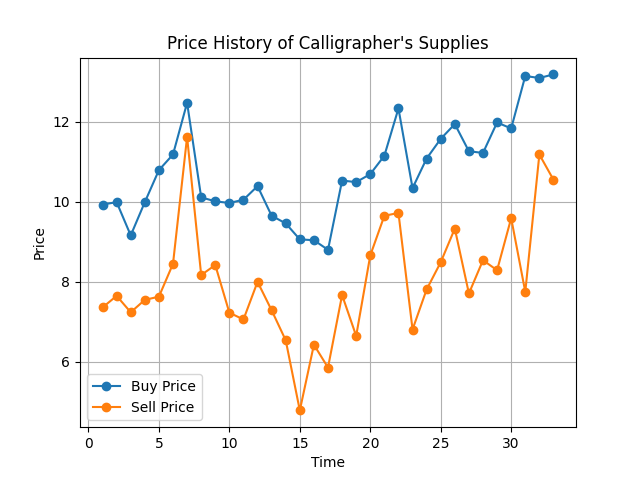 Price History of Calligrapher's Supplies
Price
12
10
8
6
Buy Price
Sell Price
0 5 10 15 20 25 30
Time